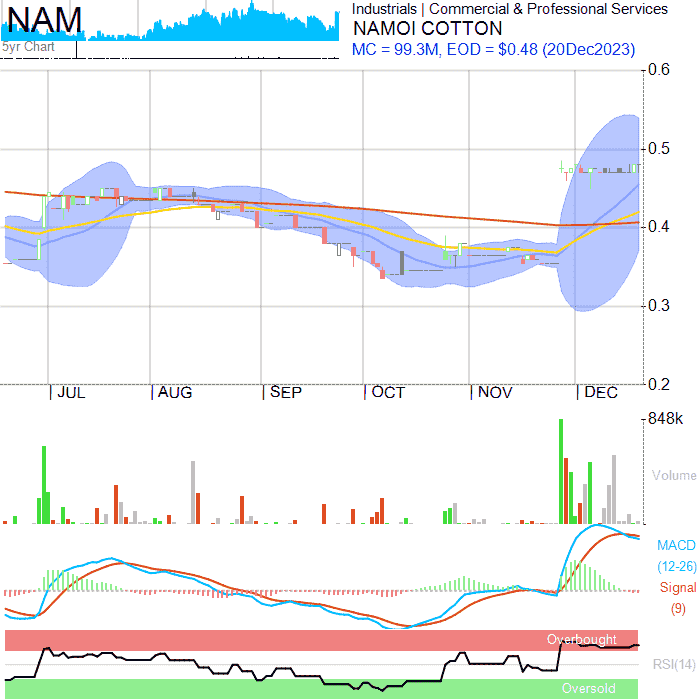 NAM
5yr Chart
Industrials | Commercial & Professional Services
NAMOI COTTON
MC = 99.3M, EOD = $0.48 (20Dec2023)
0.6
0.5
0.4
0.3
0.2
JUL
AUG
SEP
OCT
NOV
DEC
848k
Volume
MACD
(12-26)
Signal
(9)
Overbought
RSI(14)
Oversold